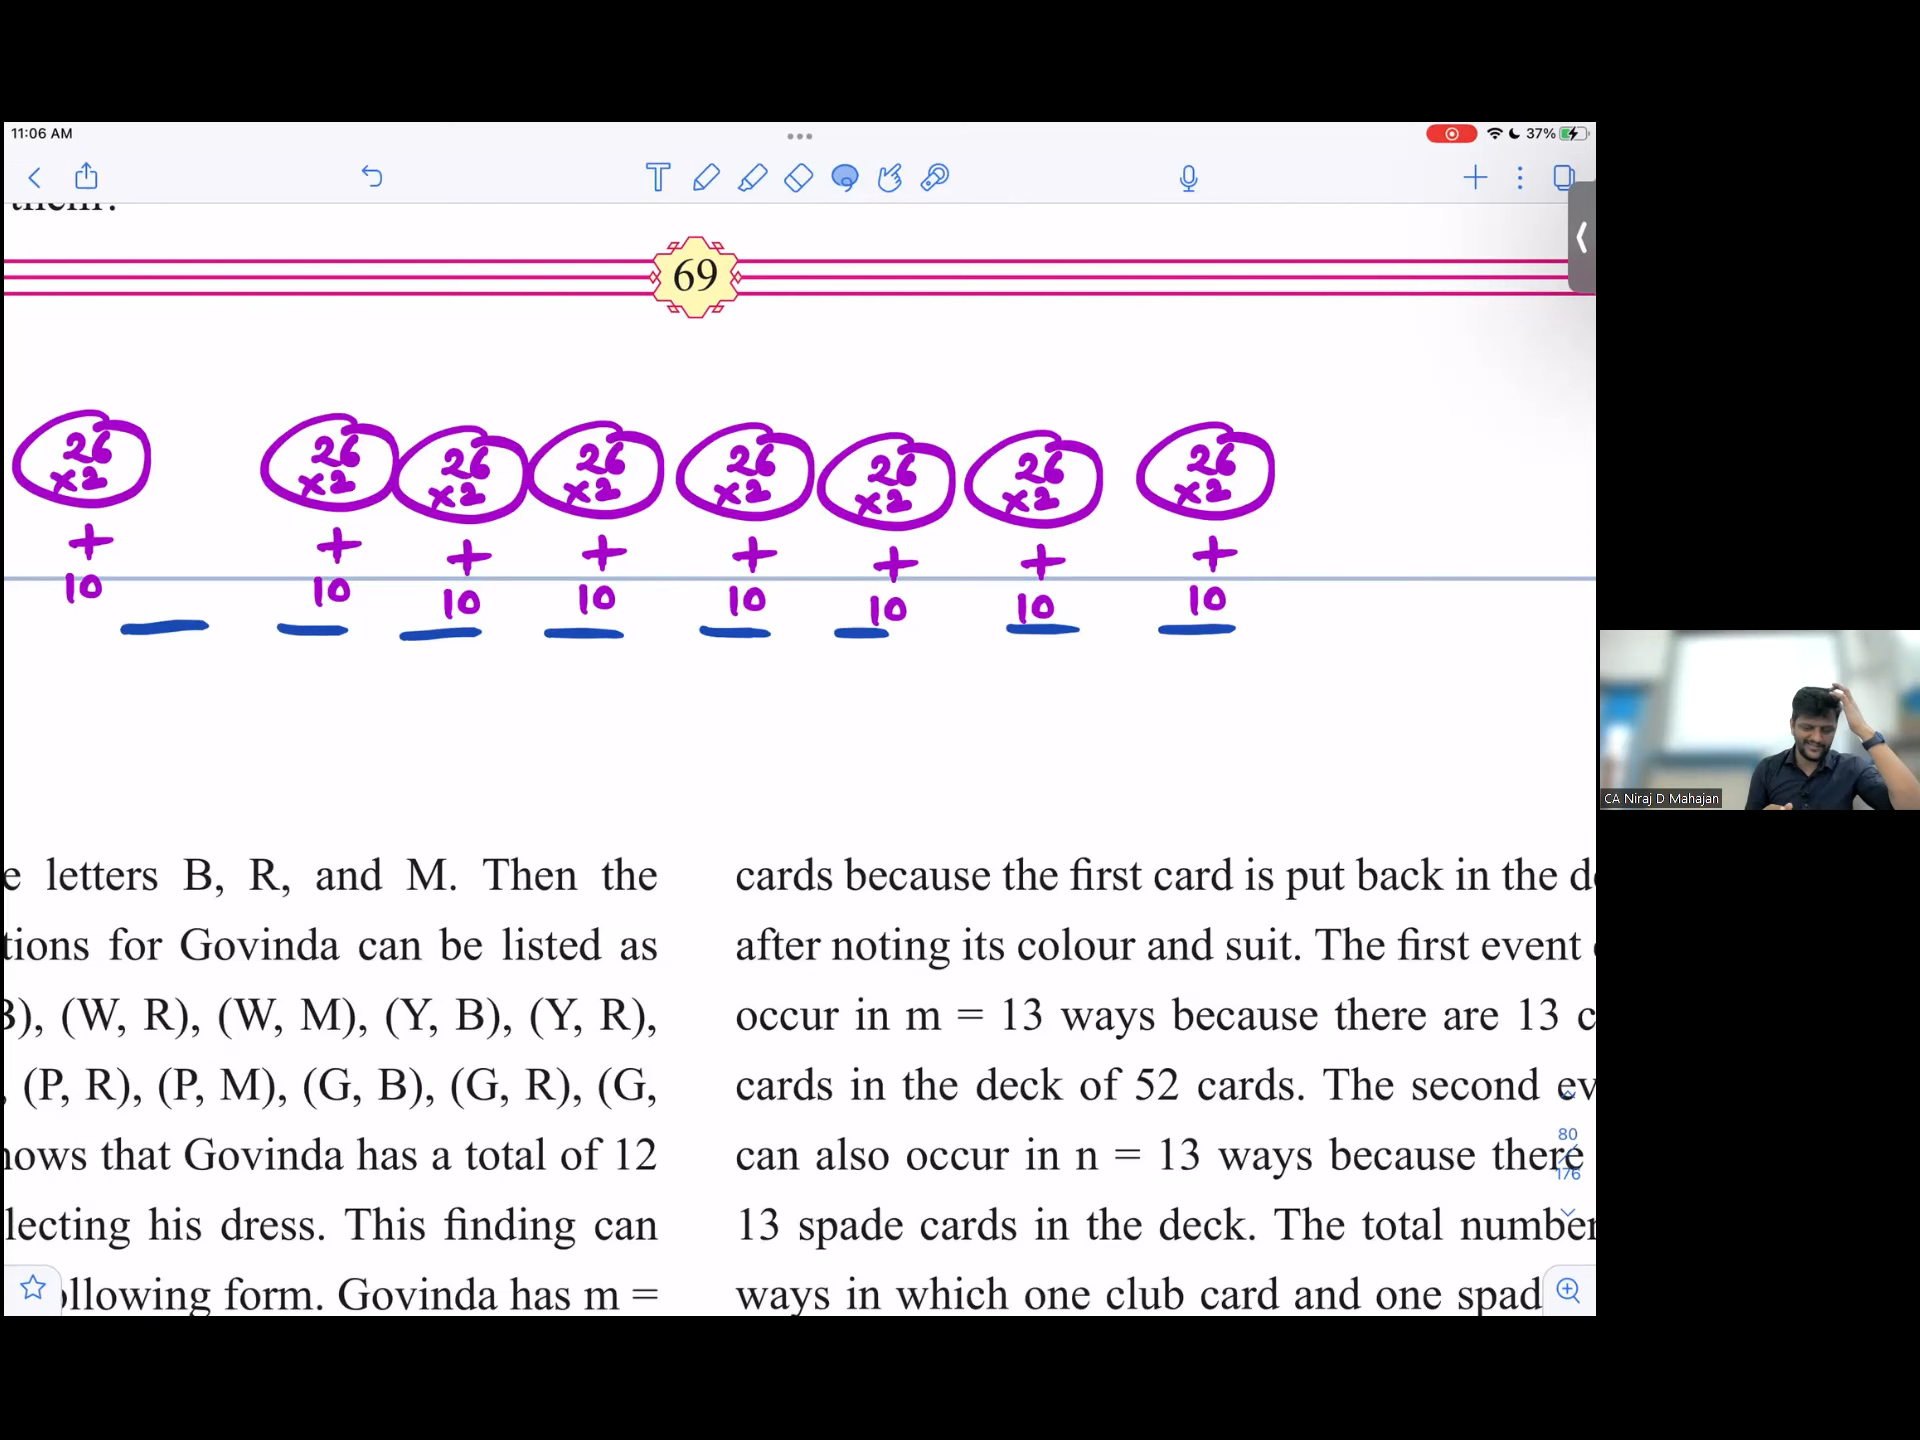 11:06 AM
37%
them?
69
26 26 26 26 26 26 26 26
×2 ×2 ×2 ×2 ×2 ×2 ×2 ×2
+ + + + + + + +
10 10 10 10 10 10 10 10
CA Niraj D Mahajan
e letters B, R, and M. Then the
tions for Govinda can be listed as
B), (W, R), (W, M), (Y, B), (Y, R),
, (P, R), (P, M), (G, B), (G, R), (G,
hows that Govinda has a total of 12
lecting his dress. This finding can
ollowing form. Govinda has m =
cards because the first card is put back in the de
after noting its colour and suit. The first event c
occur in m = 13 ways because there are 13 c
cards in the deck of 52 cards. The second ev
can also occur in n = 13 ways because there
13 spade cards in the deck. The total number
ways in which one club card and one spad
80
176